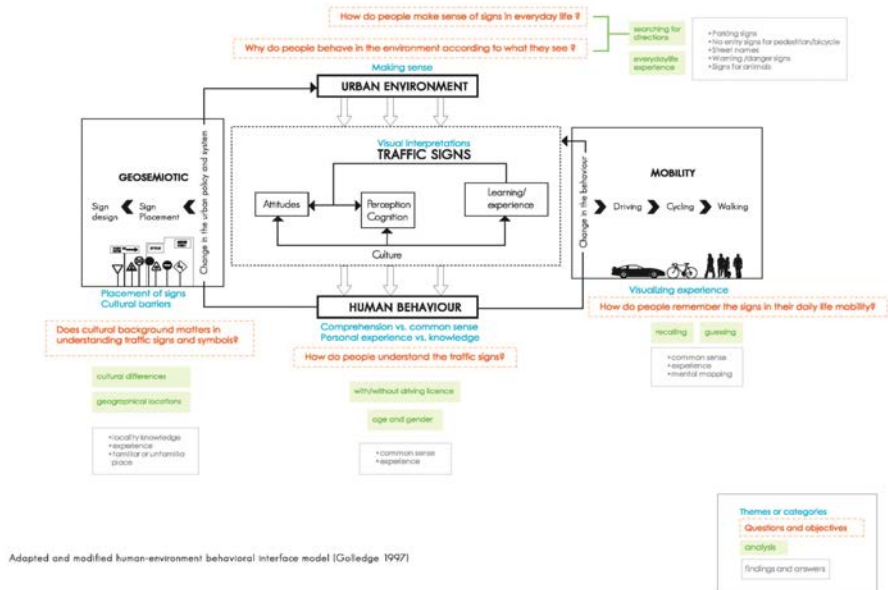 How do people make sense of signs in everyday life ?
Why do people behave in the environment according to what they see ?
searching for
directions
everydaylife
experience
•Parking signs
•No entry signs for pedestrian/bicycle
•Street names
•Warning/danger signs
•Signs for animals
Making sense
URBAN ENVIRONMENT
Visual interpretations
TRAFFIC SIGNS
Attitudes
Perception
Cognition
Learning/
experience
Culture
GEOSEMIOTIC
Sign
design
Sign
Placement
Change in the urban policy and system
Placement of signs
Cultural barriers
Change in the behaviour
MOBILITY
Driving
Cycling
Walking
Visualizing experience
HUMAN BEHAVIOUR
Comprehension vs. common sense
Personal experience vs. knowledge
Does cultural background matters in
understanding traffic signs and symbols?
cultural differences
geographical locations
•locality knowledge
•experience
•familiar or unfamilia
place
How do people understand the traffic signs?
with/without driving licence
age and gender
•common sense
•experience
How do people remember the signs in their daily life mobility?
recalling
guessing
•common sense
•experience
•mental mapping
Themes or categories
Questions and objectives
analysis
findings and answers
Adapted and modified human-environment behavioral interface model (Golledge 1997)